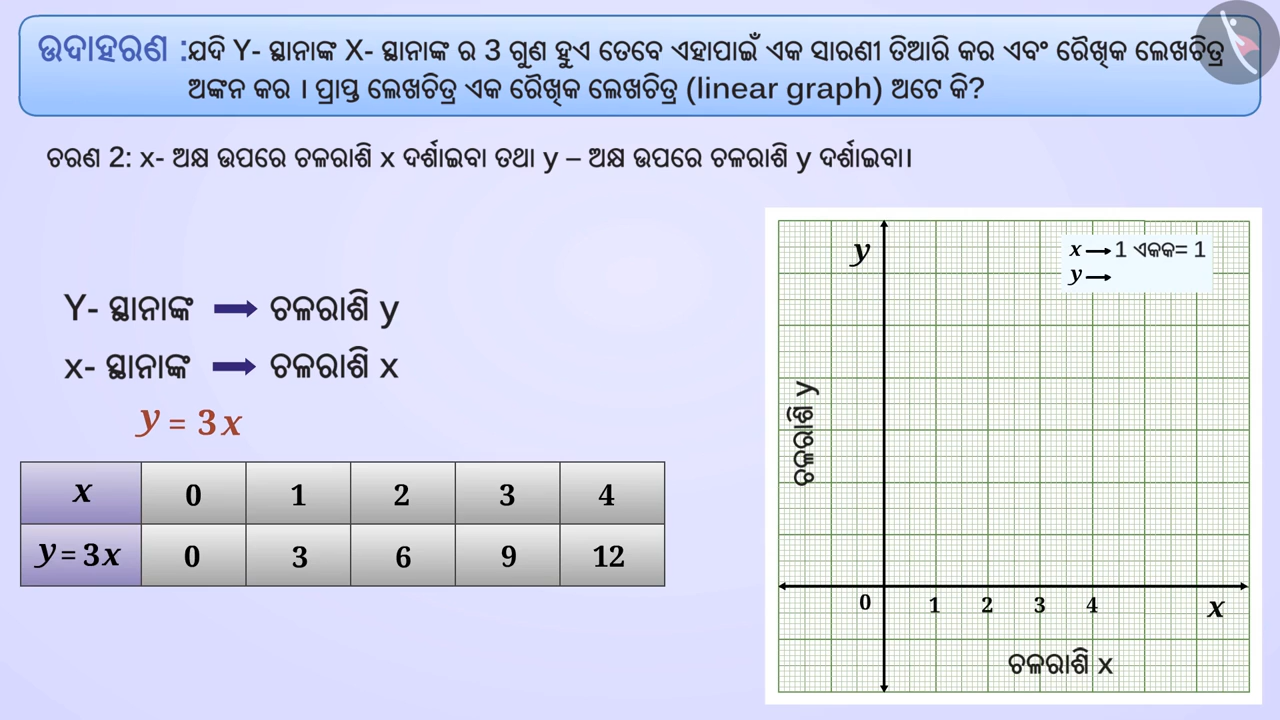 ଉଦାହରଣ :ଯଦି Y- ସ୍ଥାନାଙ୍କ X- ସ୍ଥାନାଙ୍କ ର 3 ଗୁଣ ହୁଏ ତେବେ ଏହାପାଇଁ ଏକ ସାରଣୀ ତିଆରି କର ଏବଂ ରୈଖିକ ଲେଖଚିତ୍ର
ଅଙ୍କନ କର । ପ୍ରାପ୍ତ ଲେଖଚିତ୍ର ଏକ ରୈଖିକ ଲେଖଚିତ୍ର (linear graph) ଅଟେ କି?
ଚରଣ 2: x- ଅକ୍ଷ ଉପରେ ଚଳରାଶି x ଦର୍ଶାଇବା ତଥା y – ଅକ୍ଷ ଉପରେ ଚଳରାଶି y ଦର୍ଶାଇବା।
Y- ସ୍ଥାନାଙ୍କ → ଚଳରାଶି y
x- ସ୍ଥାନାଙ୍କ → ଚଳରାଶି x
y = 3x
x 0 1 2 3 4
y = 3x 0 3 6 9 12
y
x → 1 ଏକକ= 1
y →
ଚଳରାଶି y
0 1 2 3 4 x
ଚଳରାଶି x